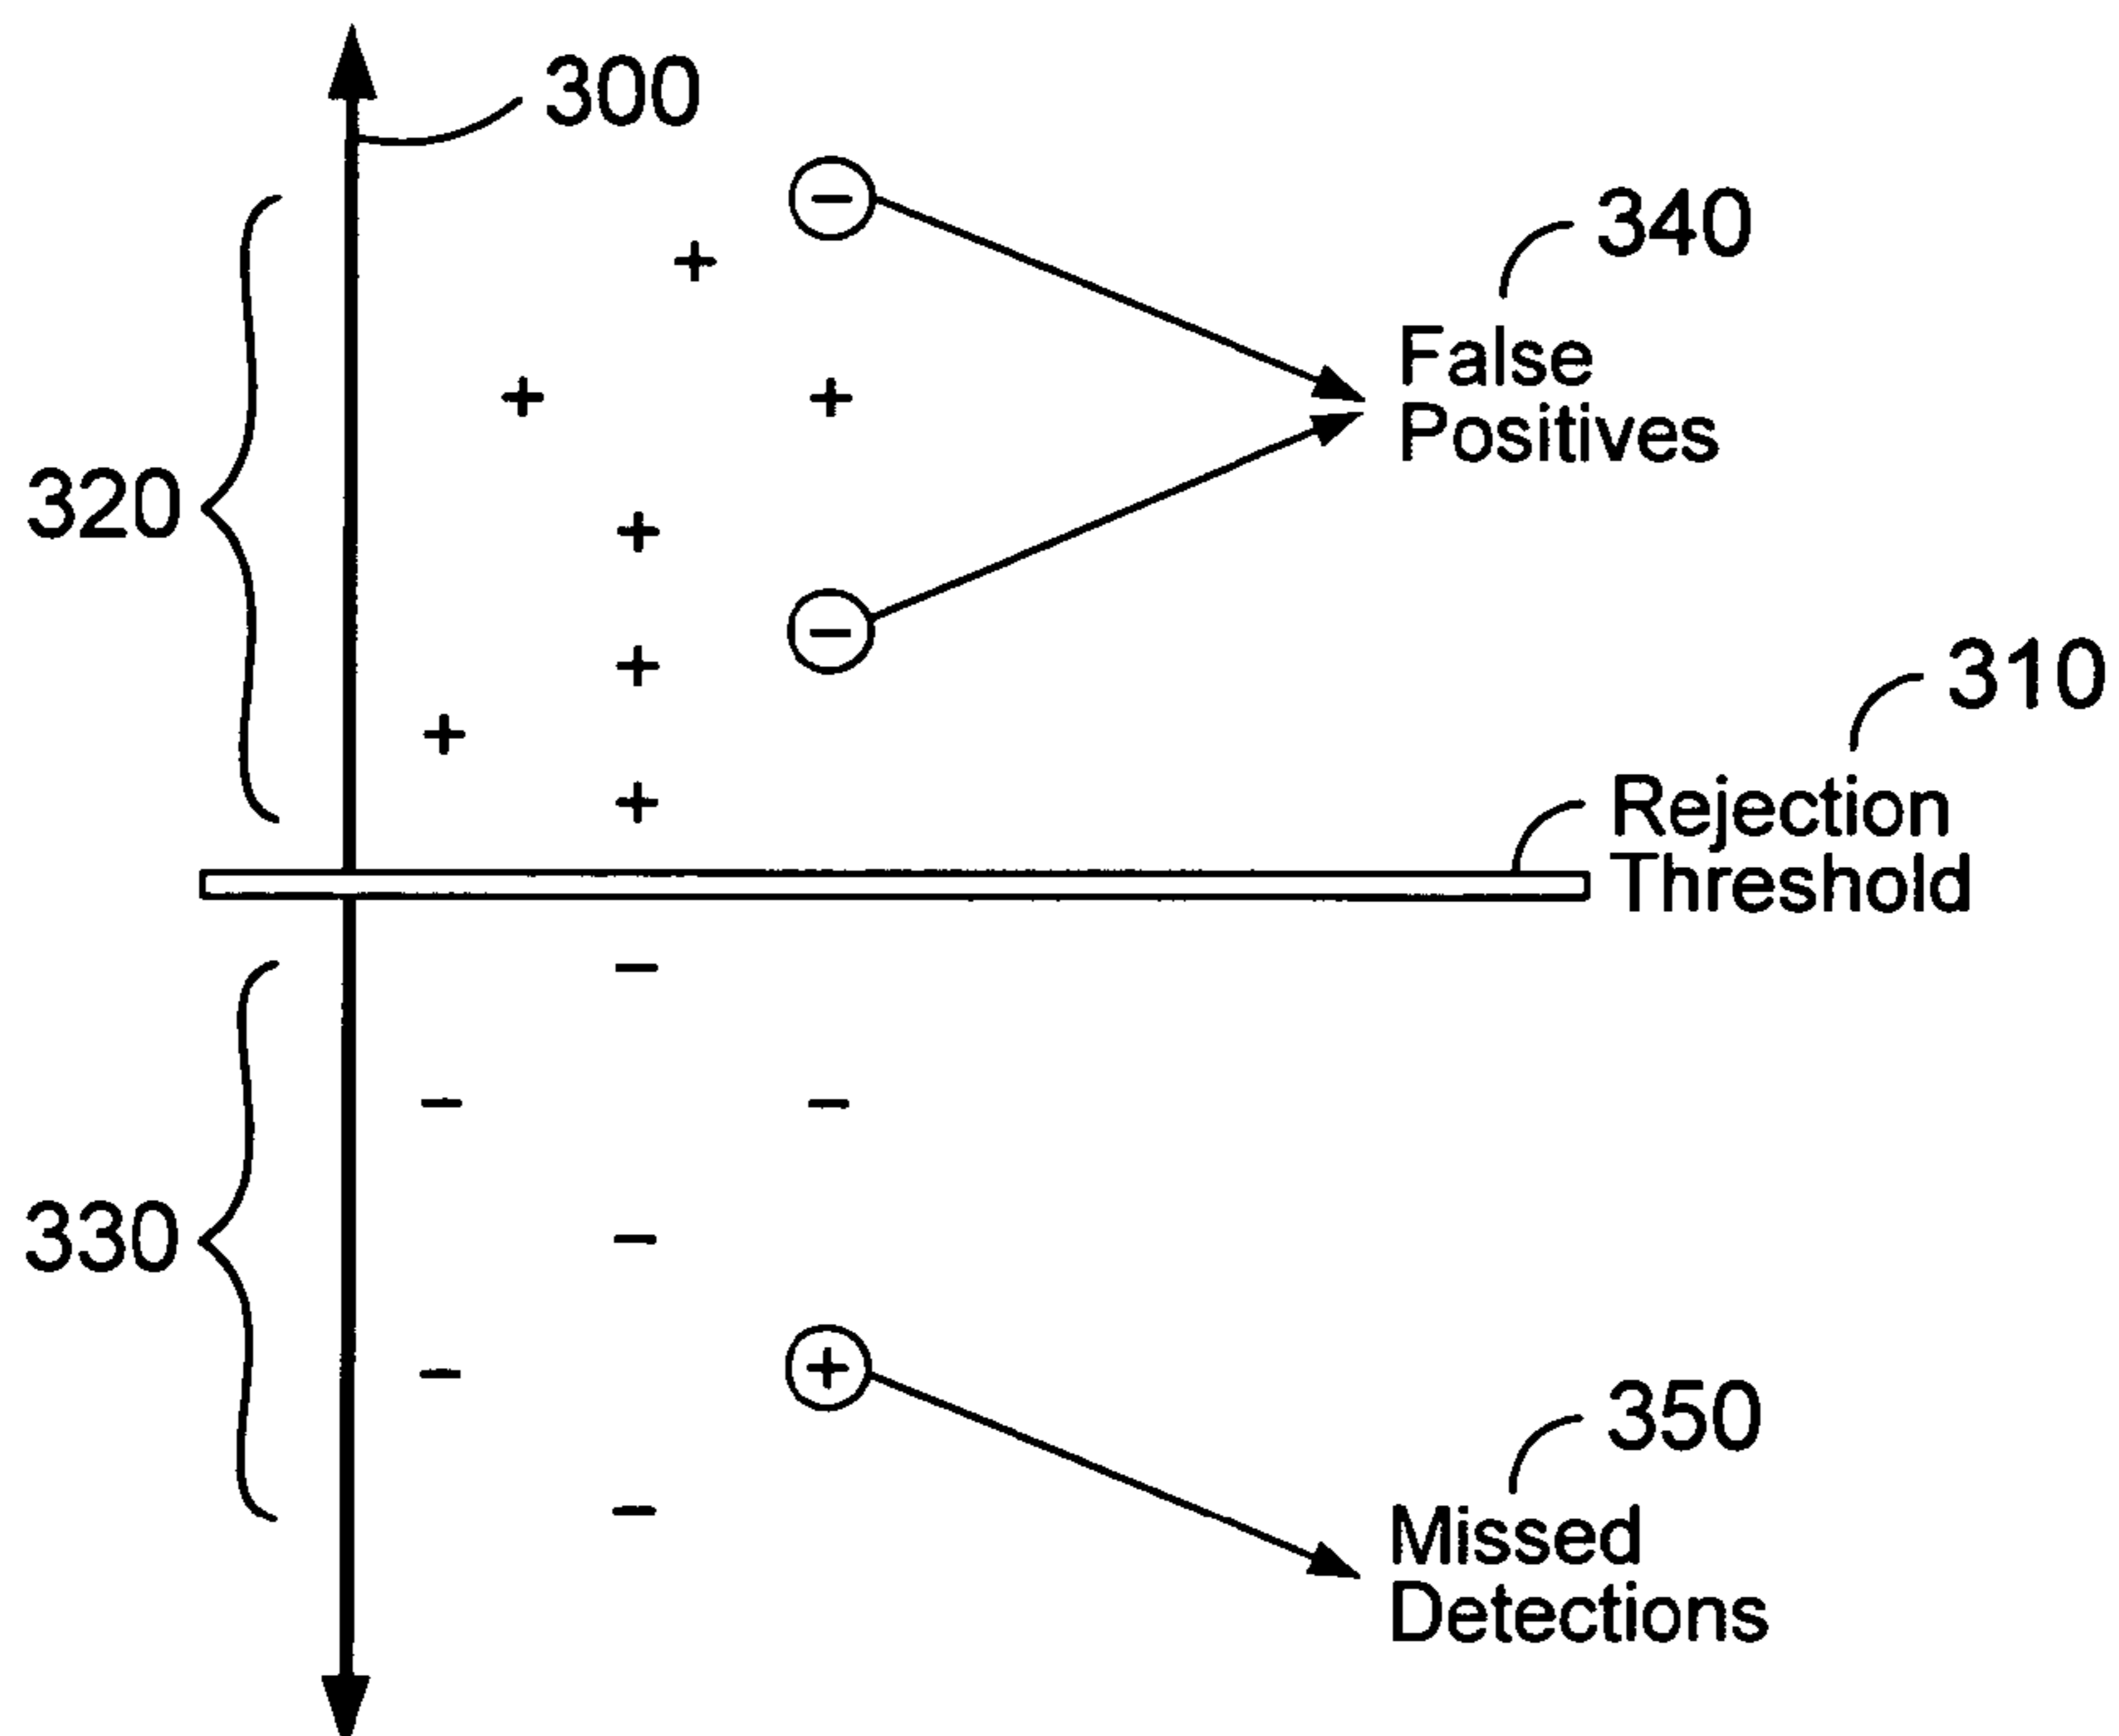 300
340
False
Positives
320
310
Rejection
Threshold
330
350
Missed
Detections